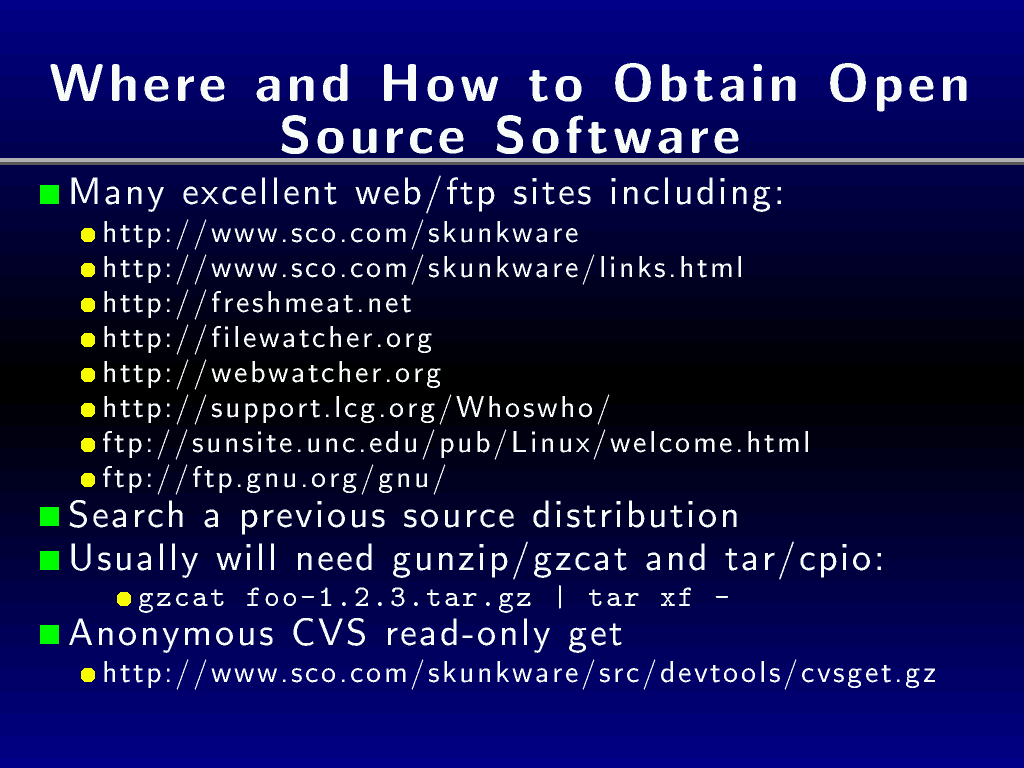 Where and How to Obtain Open
Source Software
Many excellent web/ftp sites including:
http://www.sco.com/skunkware
http://www.sco.com/skunkware/links.html
http://freshmeat.net
http://filewatcher.org
http://webwatcher.org
http://support.lcg.org/Whoswho/
ftp://sunsite.unc.edu/pub/Linux/welcome.html
ftp://ftp.gnu.org/gnu/
Search a previous source distribution
Usually will need gunzip/gzcat and tar/cpio:
gzcat foo-1.2.3.tar.gz | tar xf -
Anonymous CVS read-only get
http://www.sco.com/skunkware/src/devtools/cvsget.gz